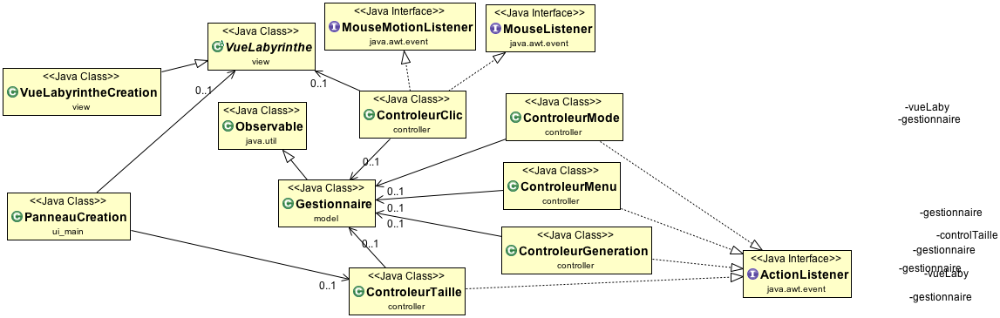 <<Java Interface>>
MouseMotionListener
java.awt.event
<<Java Interface>>
MouseListener
java.awt.event
<<Java Class>>
VueLabyrinthe
view
<<Java Class>>
VueLabyrintheCreation
view
0..1
0..1
<<Java Class>>
ControleurClic
controller
<<Java Class>>
ControleurMode
controller
-vueLaby
-gestionnaire
<<Java Class>>
Observable
java.util
0..1
<<Java Class>>
Gestionnaire
model
0..1
0..1
0..1
<<Java Class>>
ControleurMenu
controller
<<Java Class>>
PanneauCreation
ui_main
-gestionnaire
-controlTaille
-gestionnaire
<<Java Class>>
ControleurGeneration
controller
0..1
<<Java Interface>>
ActionListener
java.awt.event
-gestionnaire
-vueLaby
-gestionnaire
0..1
<<Java Class>>
ControleurTaille
controller